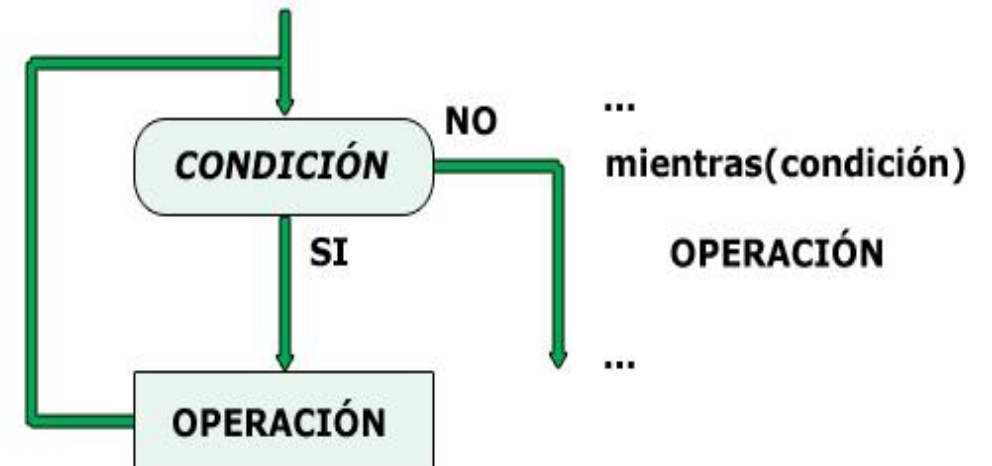 NO
CONDICIÓN
SI
OPERACIÓN
...
mientras(condición)
OPERACIÓN
...